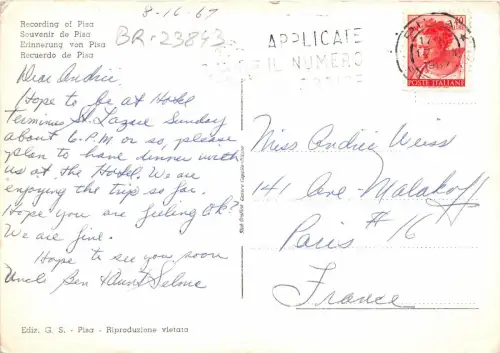 8-16-67
Recording of Pisa
Souvenir de Pisa
Erinnerung von Pisa
Recuerdo de Pisa
BR-23843
APPLICATE
IL NUMERO
POSTE ITALIANE
Dear Andrée:
Hope to be at Hotel
Terminus St. Lazare Sunday
about 6 P.M. or so, please
plan to have dinner with
us at the Hotel. We are
enjoying the trip so far.
Hope you are feeling ok?
We are fine.
Hope to see you soon
Uncle Ben & Aunt Selma
Miss Andrée Weiss
141 Ave. Malakoff
Paris # 16
France
Ediz. G. S. - Pisa - Riproduzione vietata